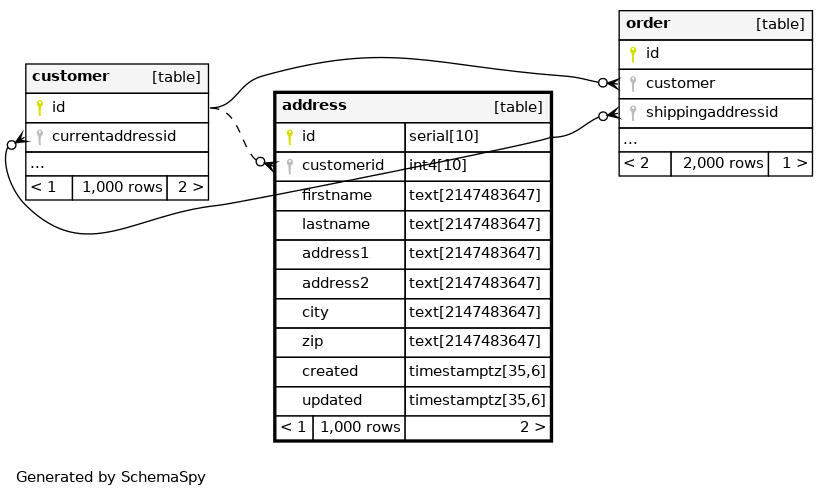 customer [table]
id
currentaddressid
...
< 1 1,000 rows 2 >
address [table]
id serial[10]
customerid int4[10]
firstname text[2147483647]
lastname text[2147483647]
address1 text[2147483647]
address2 text[2147483647]
city text[2147483647]
zip text[2147483647]
created timestamptz[35,6]
updated timestamptz[35,6]
< 1 1,000 rows 2 >
order [table]
id
customer
shippingaddressid
...
< 2 2,000 rows 1 >
Generated by SchemaSpy